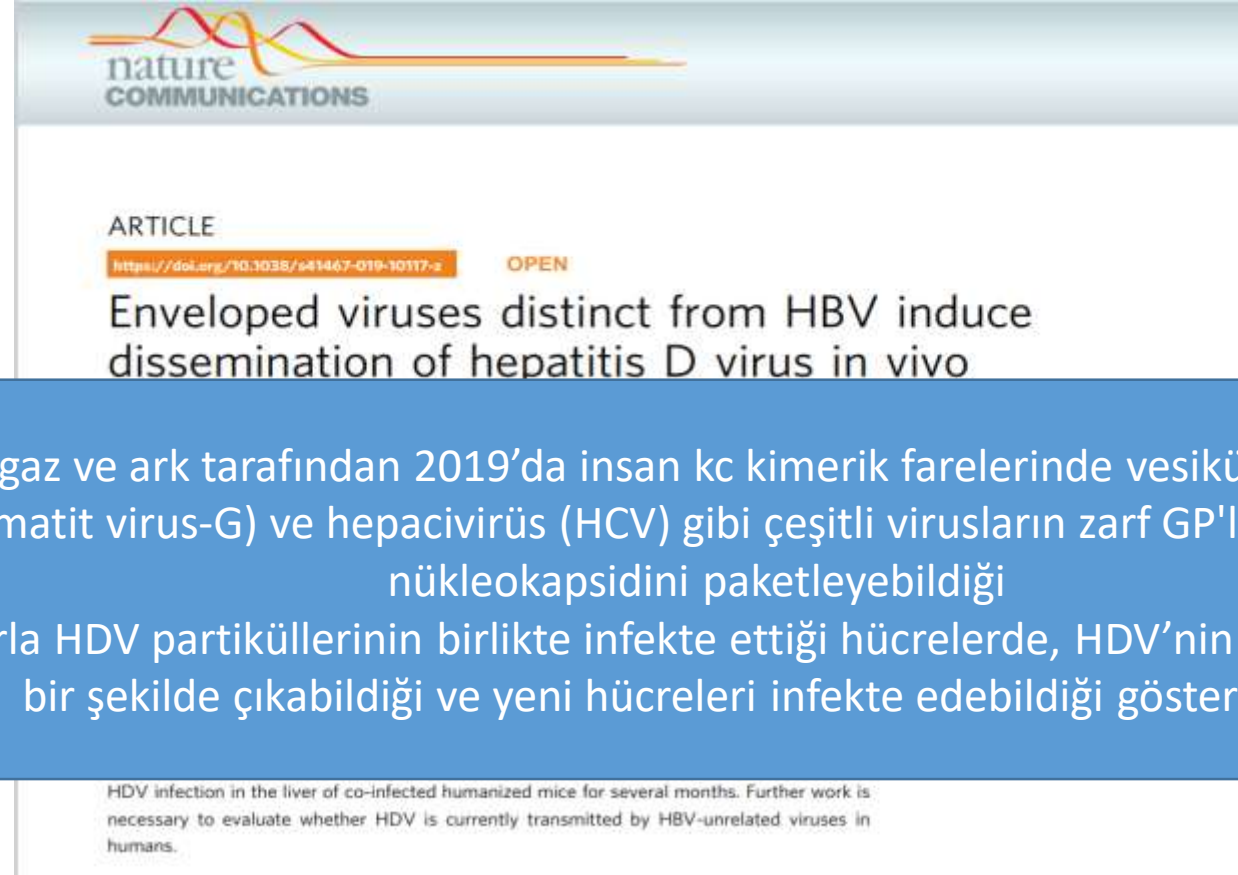 nature
COMMUNICATIONS
ARTICLE
https://doi.org/10.1038/s41467-019-10117-z
OPEN
Enveloped viruses distinct from HBV induce
dissemination of hepatitis D virus in vivo
gaz ve ark tarafından 2019’da insan kc kimerik farelerinde vesikü
matit virus-G) ve hepacivirüs (HCV) gibi çeşitli virusların zarf GP'l
nükleokapsidini paketleyebildiği
rla HDV partiküllerinin birlikte infekte ettiği hücrelerde, HDV’nin
bir şekilde çıkabildiği ve yeni hücreleri infekte edebildiği göster
HDV infection in the liver of co-infected humanized mice for several months. Further work is
necessary to evaluate whether HDV is currently transmitted by HBV-unrelated viruses in
humans.